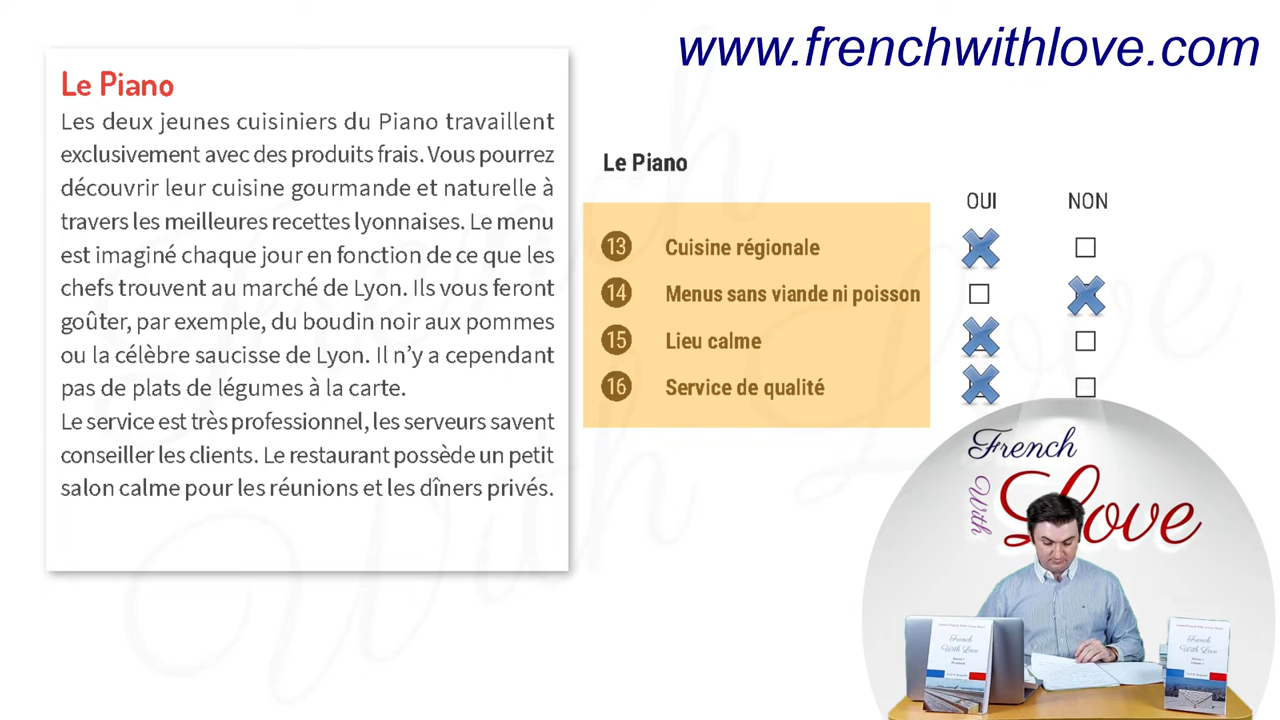 www.frenchwithlove.com
Le Piano
Les deux jeunes cuisiniers du Piano travaillent
exclusivement avec des produits frais. Vous pourrez
découvrir leur cuisine gourmande et naturelle à
travers les meilleures recettes lyonnaises. Le menu
est imaginé chaque jour en fonction de ce que les
chefs trouvent au marché de Lyon. Ils vous feront
goûter, par exemple, du boudin noir aux pommes
ou la célèbre saucisse de Lyon. Il n’y a cependant
pas de plats de légumes à la carte.
Le service est très professionnel, les serveurs savent
conseiller les clients. Le restaurant possède un petit
salon calme pour les réunions et les dîners privés.
Le Piano
OUI NON
13 Cuisine régionale
14 Menus sans viande ni poisson
15 Lieu calme
16 Service de qualité
French
With
Love
French
With Love
French
With Love
French
With